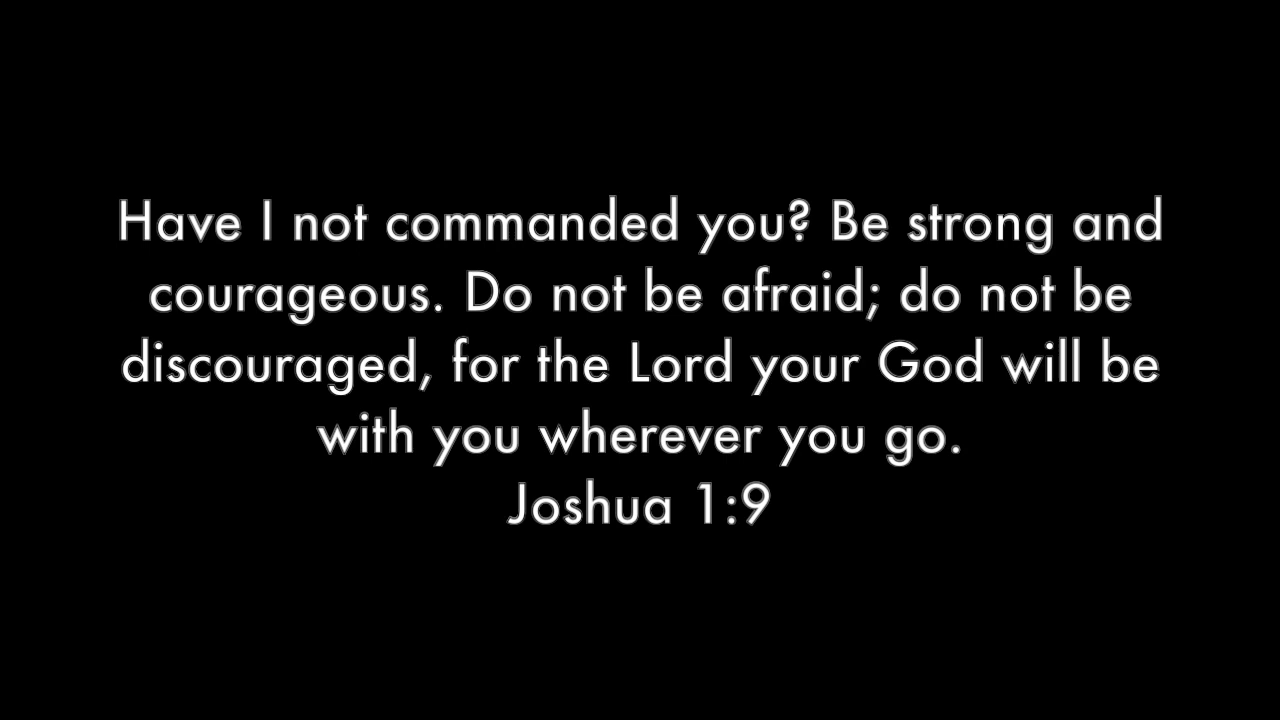 Have I not commanded you? Be strong and
courageous. Do not be afraid; do not be
discouraged, for the Lord your God will be
with you wherever you go.
Joshua 1:9